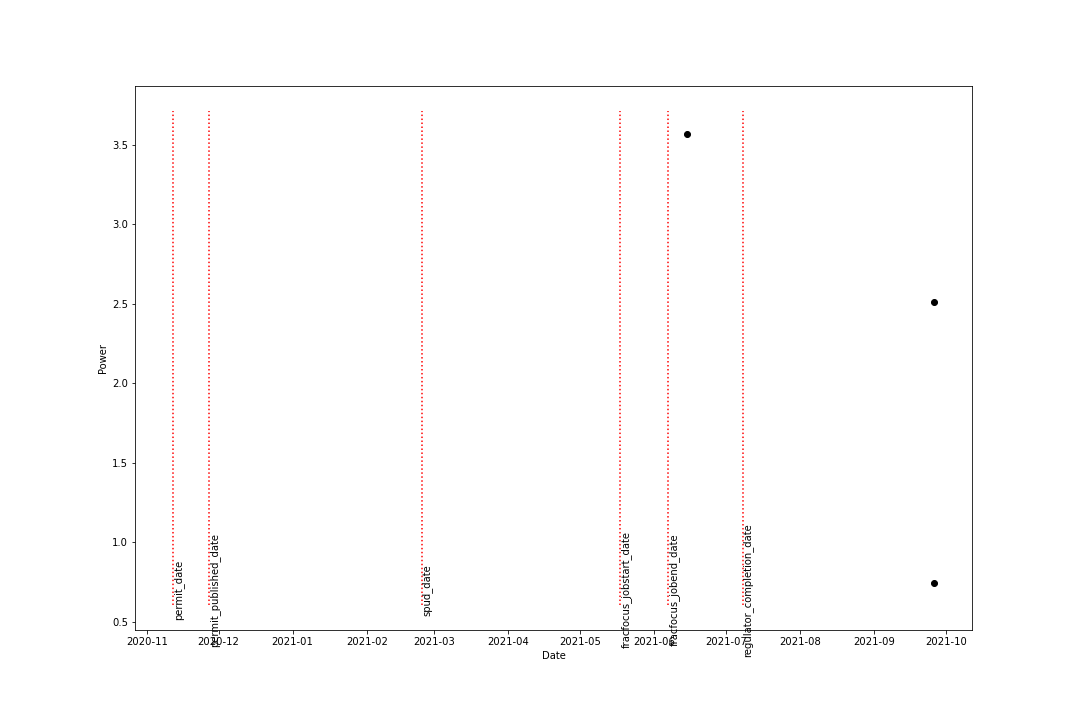 3.5
3.0
2.5
2.0
1.5
1.0
0.5
Power
permit_date
permit_published_date
spud_date
fracfocus_jobstart_date
fracfocus_jobend_date
regulator_completion_date
2020-11
2020-12
2021-01
2021-02
2021-03
2021-04
2021-05
2021-06
2021-07
2021-08
2021-09
2021-10
Date